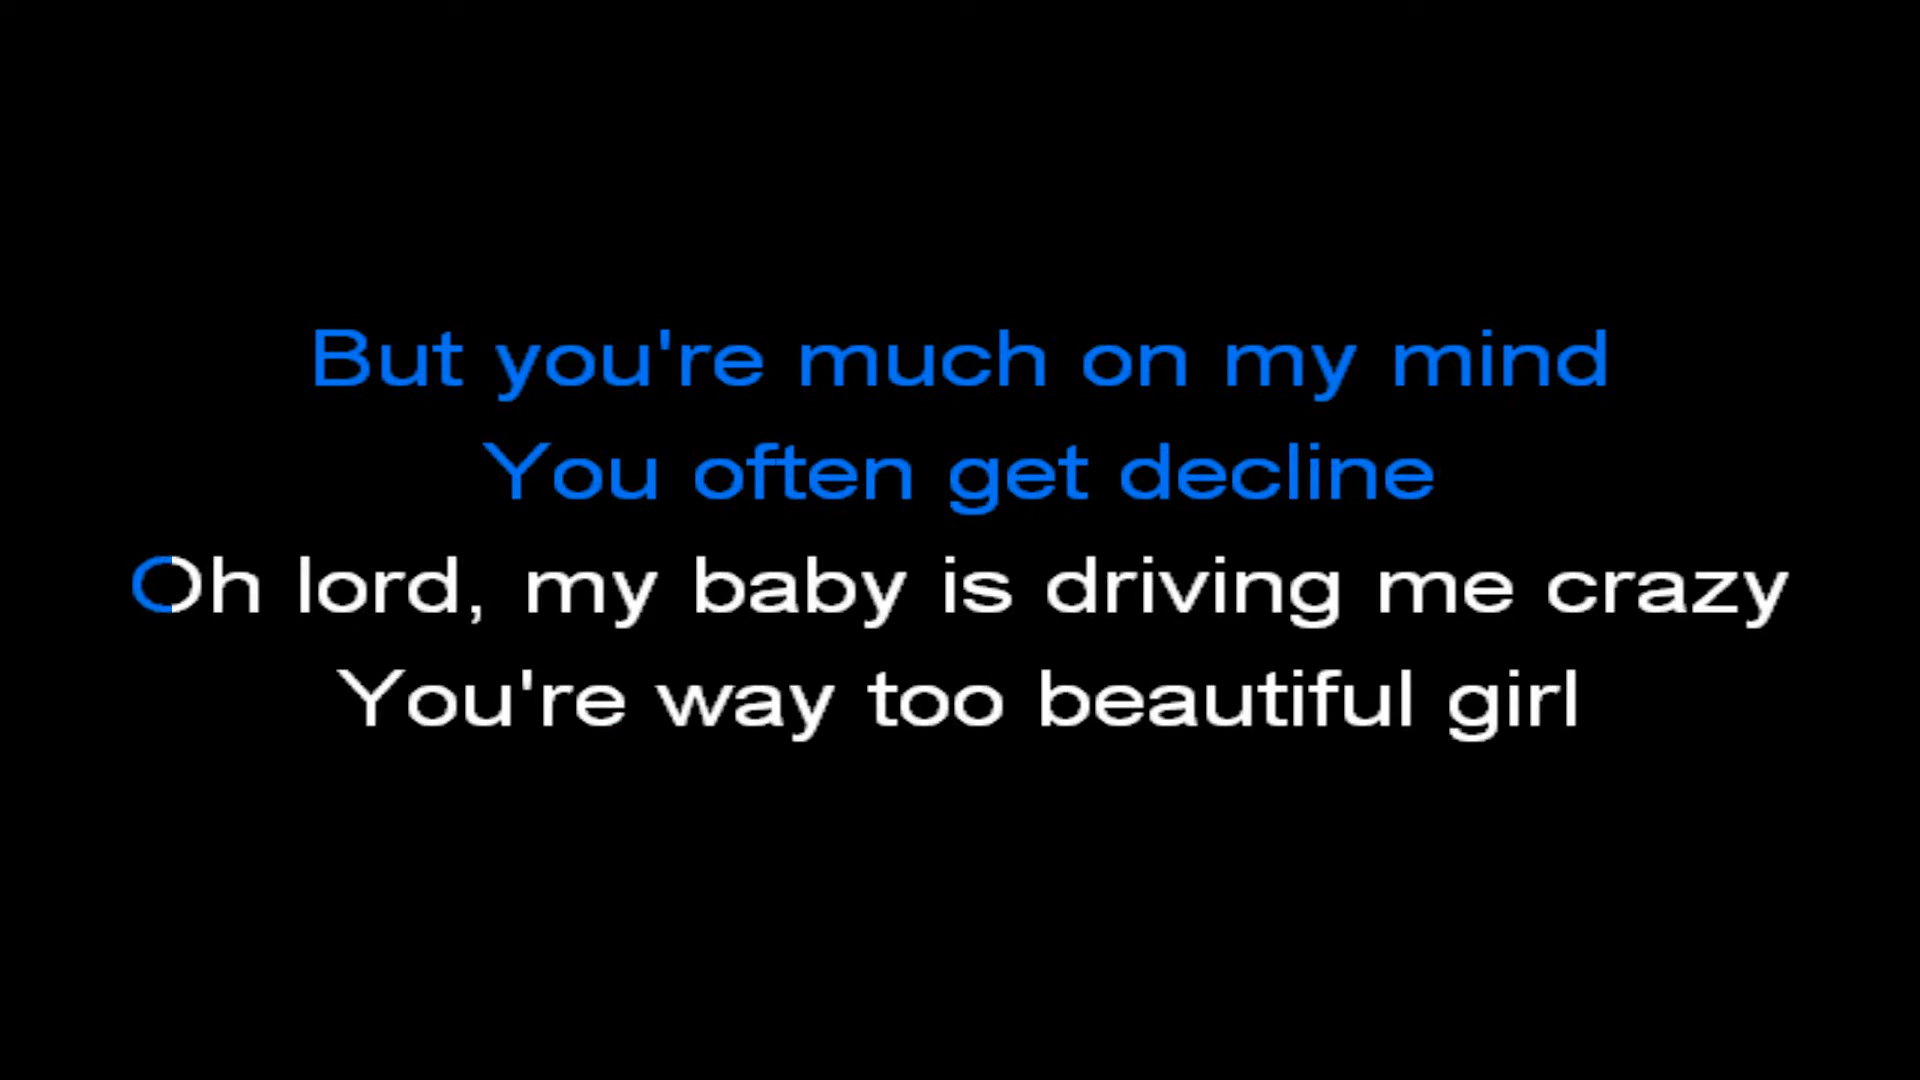 But you're much on my mind
You often get decline
Oh lord, my baby is driving me crazy
You're way too beautiful girl